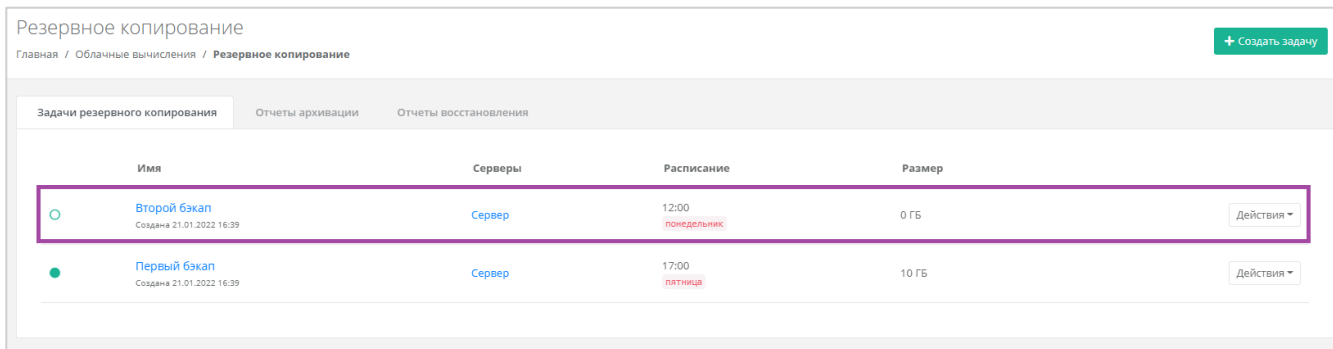 Резервное копирование
+ Создать задачу
Главная / Облачные вычисления / Резервное копирование
Задачи резервного копирования Отчеты архивации Отчеты восстановления
Имя Серверы Расписание Размер
Второй бэкап Сервер 12:00 0 ГБ Действия
Создана 21.01.2022 16:39 понедельник
Первый бэкап Сервер 17:00 10 ГБ Действия
Создана 21.01.2022 16:39 пятница